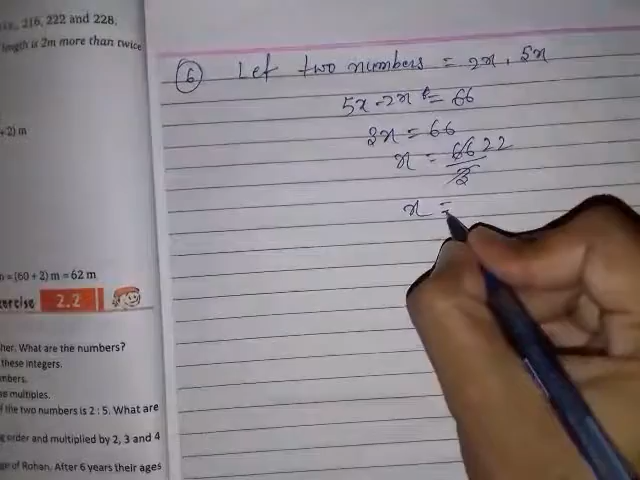 216, 222 and 228.
length is 2m more than twice
+ 2) m
= (60 + 2) m = 62 m
ercise 2.2
her. What are the numbers?
these integers.
mbers.
multiples.
f the two numbers is 2 : 5. What are
order and multiplied by 2, 3 and 4
of Rohan. After 6 years their ages
6 Let two numbers = 2x, 5x
5x - 2x = 66
3x = 66
x = 66 22
3
x =